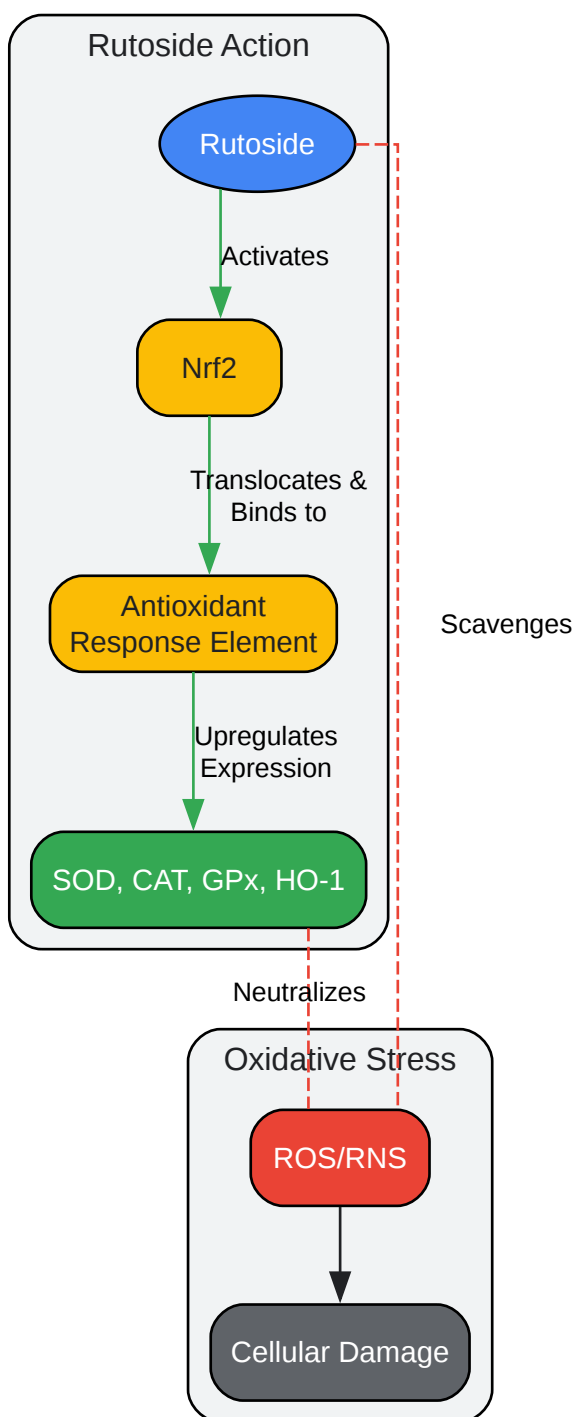 Rutoside Action
Rutoside
Activates
Nrf2
Translocates &
Binds to
Antioxidant
Response Element
Scavenges
Upregulates
Expression
SOD, CAT, GPx, HO-1
Neutralizes
Oxidative Stress
ROS/RNS
Cellular Damage